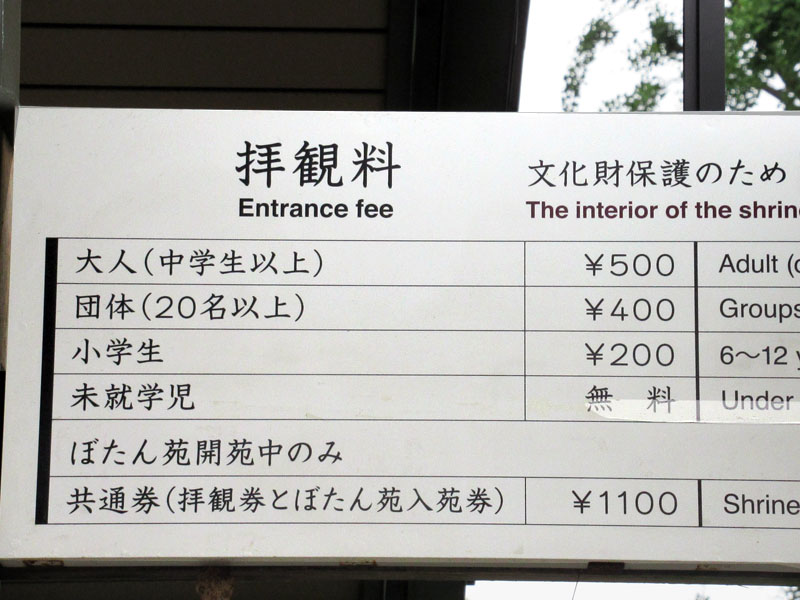 拝観料
Entrance fee
文化財保護のため
The interior of the shrin
大人(中学生以上) ¥500 Adult (
団体(20名以上) ¥400 Groups
小学生 ¥200 6〜12 y
未就学児 無 料 Under
ぼたん苑開苑中のみ
共通券(拝観券とぼたん苑入苑券) ¥1100 Shrine